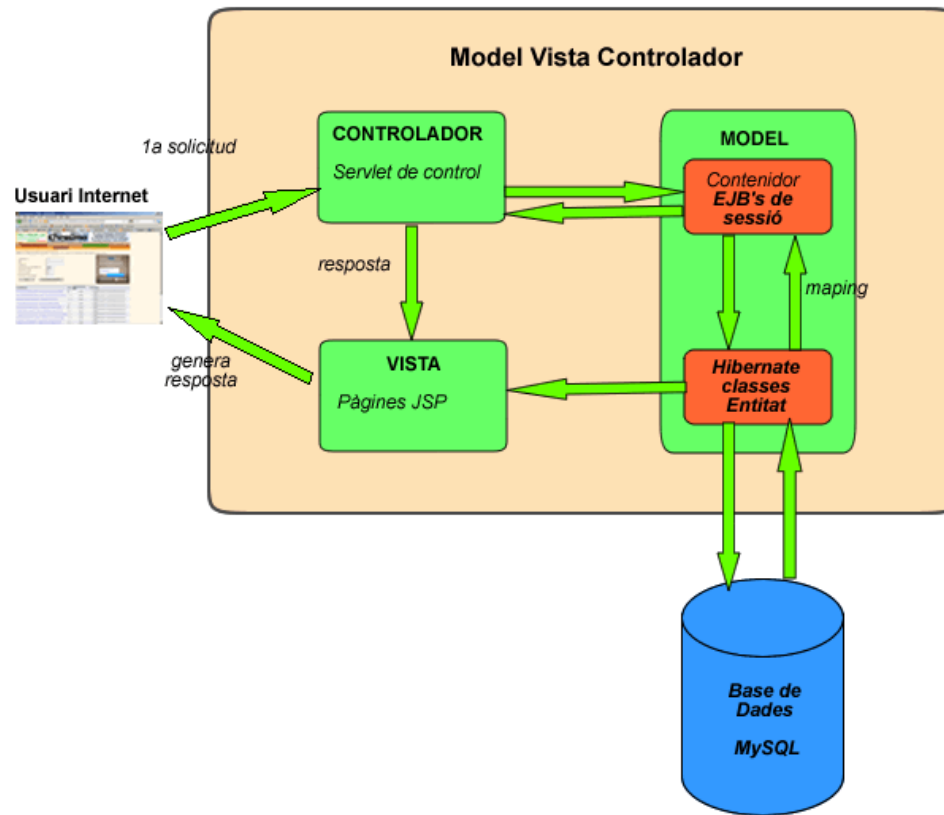 Model Vista Controlador
1a solicitud
CONTROLADOR
Servlet de control
MODEL
Contenidor
EJB's de
sessió
Usuari Internet
resposta
maping
genera
resposta
VISTA
Pàgines JSP
Hibernate
classes
Entitat
Base de
Dades
MySQL